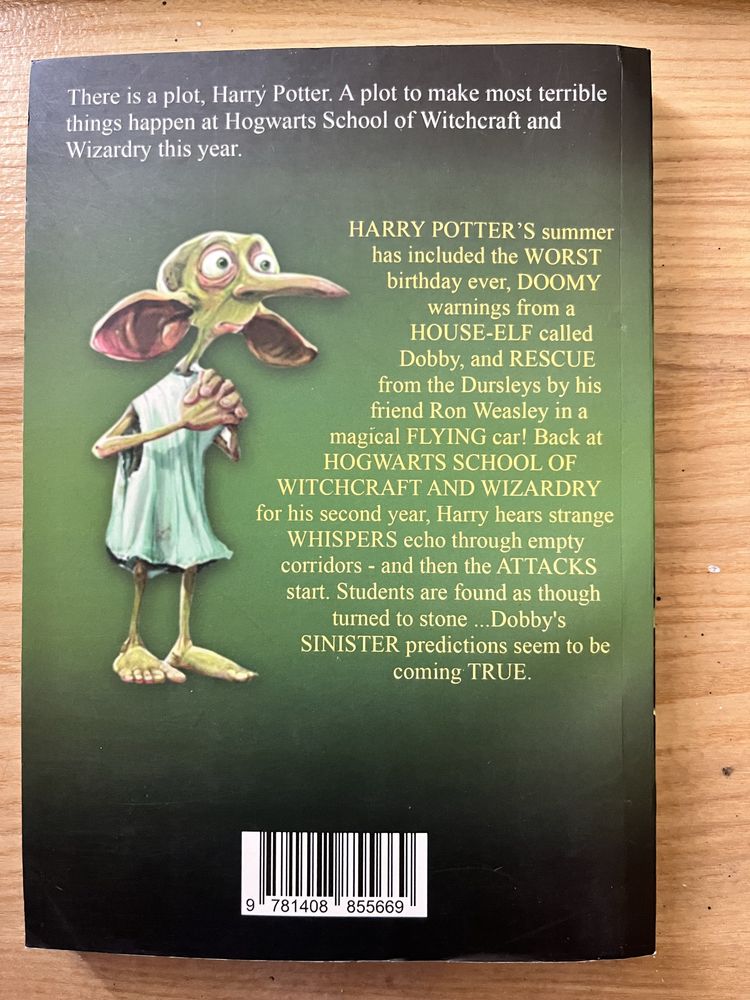 There is a plot, Harry Potter. A plot to make most terrible
things happen at Hogwarts School of Witchcraft and
Wizardry this year.
HARRY POTTER'S summer
has included the WORST
birthday ever, DOOMY
warnings from a
HOUSE-ELF called
Dobby, and RESCUE
from the Dursleys by his
friend Ron Weasley in a
magical FLYING car! Back at
HOGWARTS SCHOOL OF
WITCHCRAFT AND WIZARDRY
for his second year, Harry hears strange
WHISPERS echo through empty
corridors - and then the ATTACKS
start. Students are found as though
turned to stone ...Dobby's
SINISTER predictions seem to be
coming TRUE.
9 781408 855669